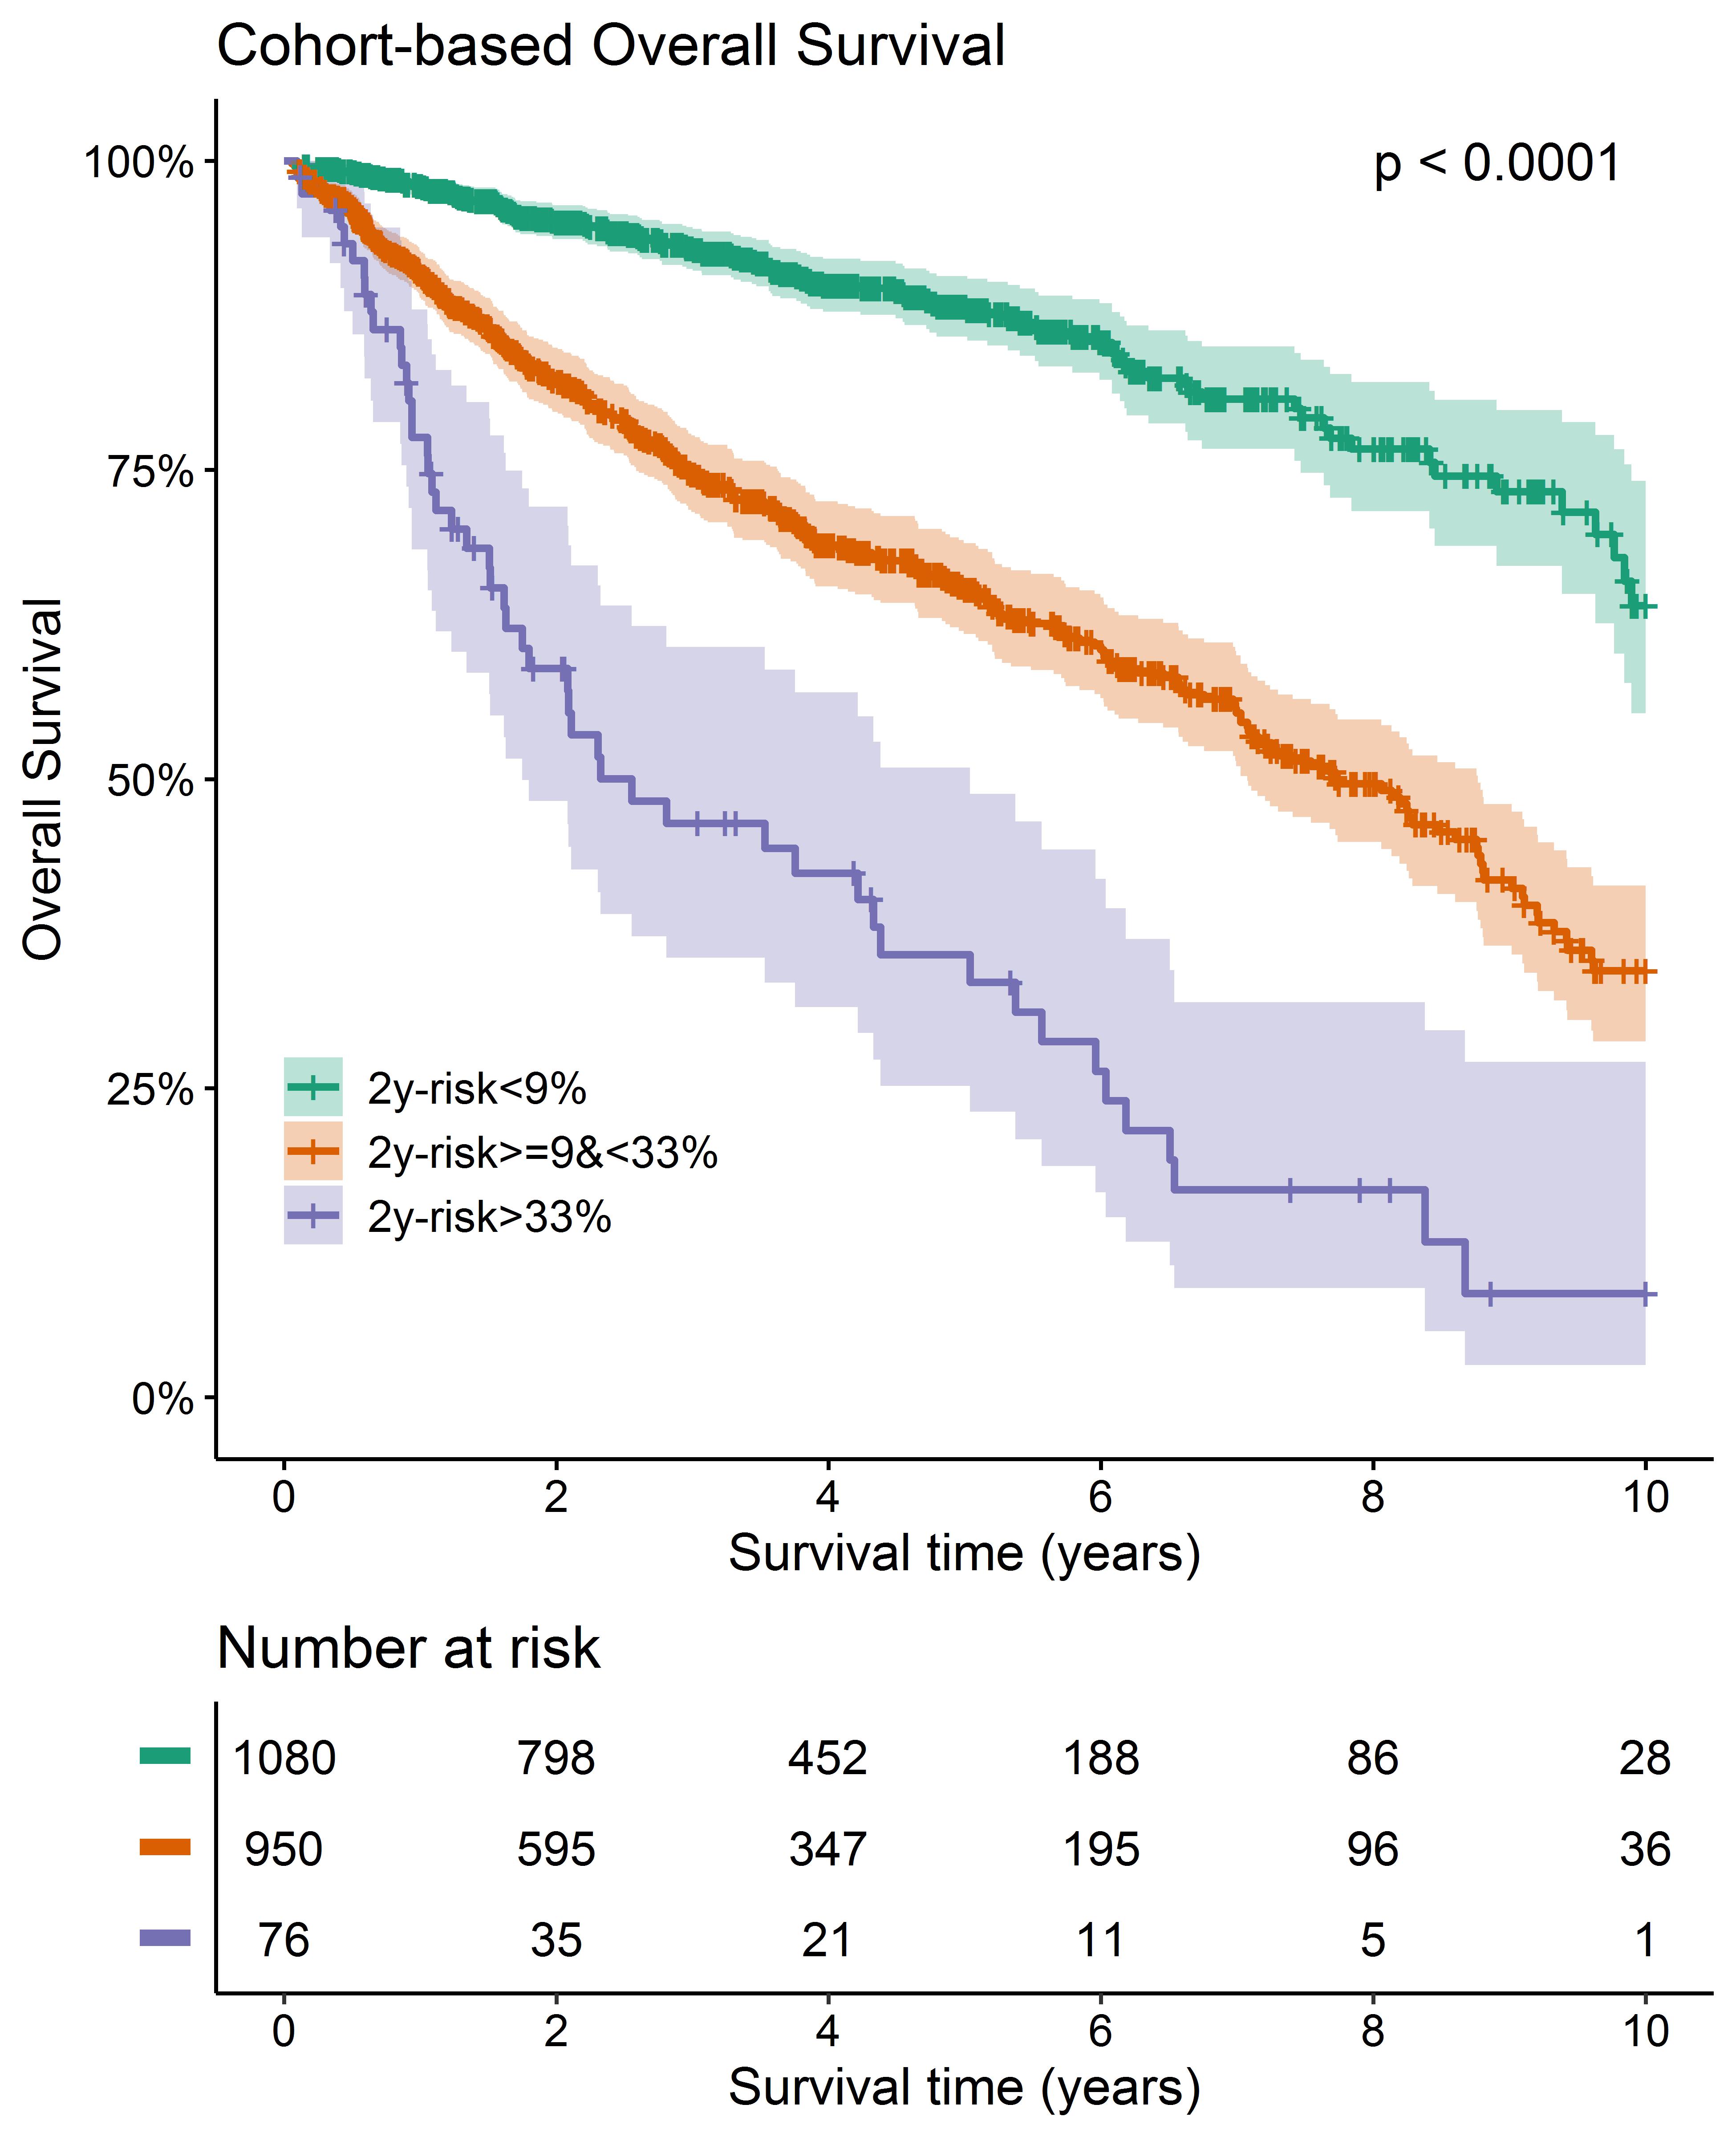 Cohort-based Overall Survival
p < 0.0001
100%
75%
50%
25%
0%
Overall Survival
2y-risk<9%
2y-risk>=9&<33%
2y-risk>33%
0 2 4 6 8 10
Survival time (years)
Number at risk
1080 798 452 188 86 28
950 595 347 195 96 36
76 35 21 11 5 1
0 2 4 6 8 10
Survival time (years)